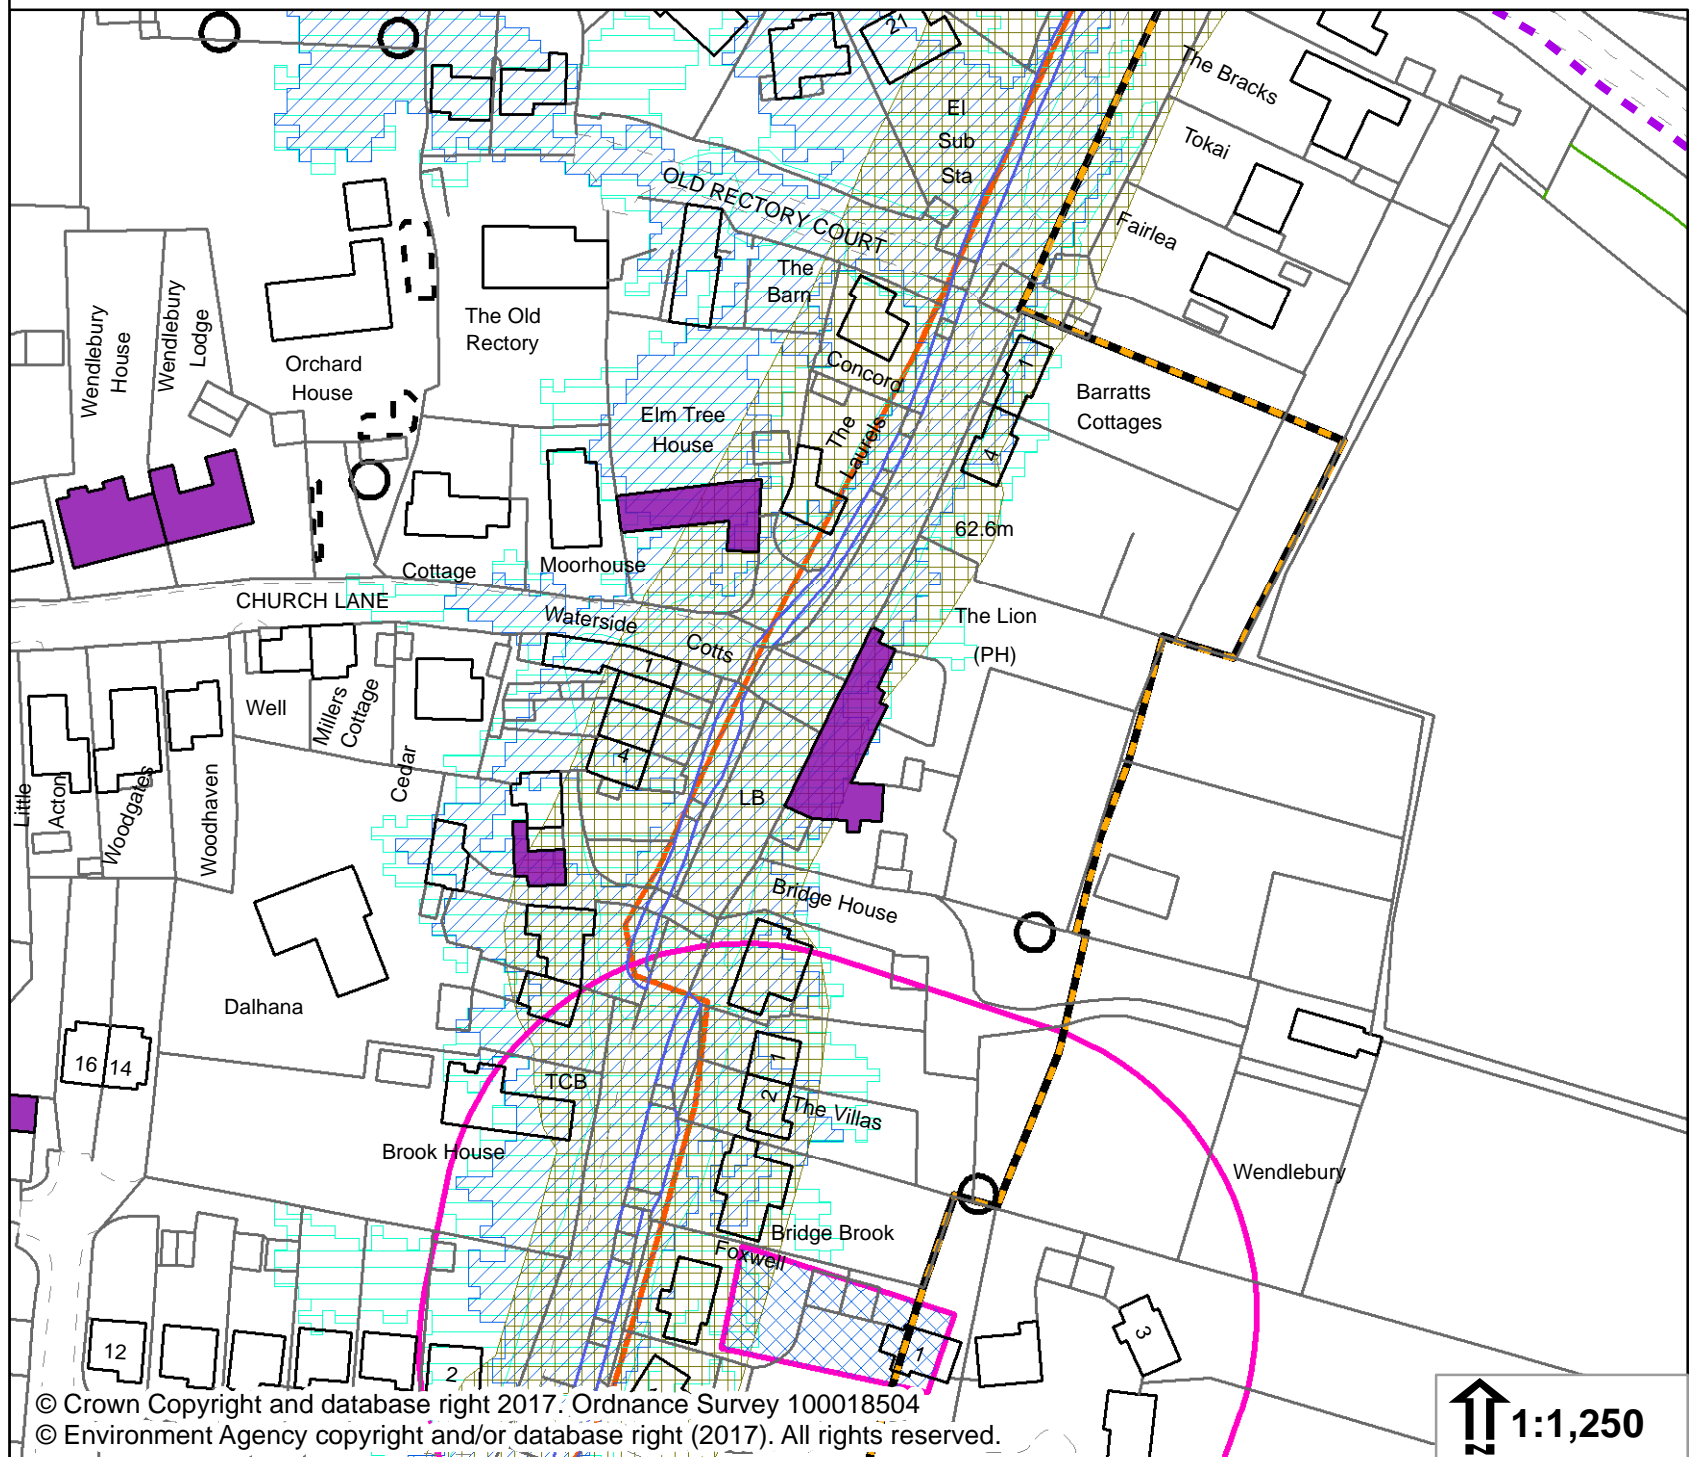 21
The Bracks
El
Sub
Sta
Tokai
OLD RECTORY COURT
Fairlea
The
Barn
Wendlebury
House
Wendlebury
Lodge
The Old
Rectory
Orchard
House
Concord
1
Barratts
Cottages
Elm Tree
House
The
Laurels
4
62.6m
Cottage
Moorhouse
CHURCH LANE
Waterside
Cotts
The Lion
(PH)
1
Well
Millers
Cottage
Cedar
4
Little
Acton
Woodgates
Woodhaven
LB
Bridge House
Dalhana
16
14
TCB
1
2
The Villas
Brook House
Wendlebury
Bridge Brook
Foxwell
12
2
1
3
© Crown Copyright and database right 2017. Ordnance Survey 100018504
© Environment Agency copyright and/or database right (2017). All rights reserved.
N
1:1,250